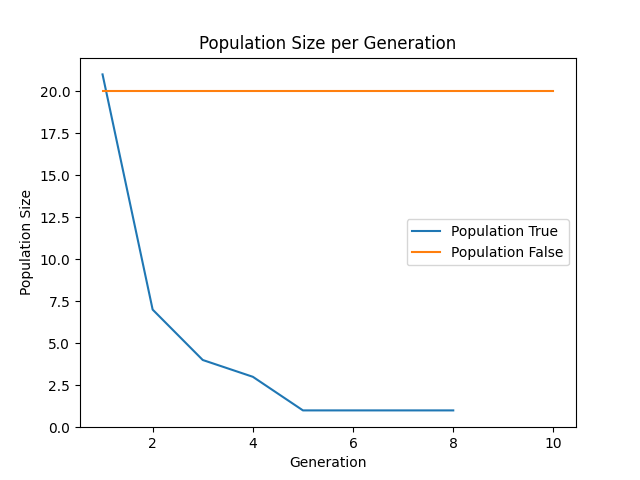 Population Size per Generation
20.0
17.5
15.0
12.5
10.0
7.5
5.0
2.5
0.0
Population Size
Population True
Population False
2 4 6 8 10
Generation